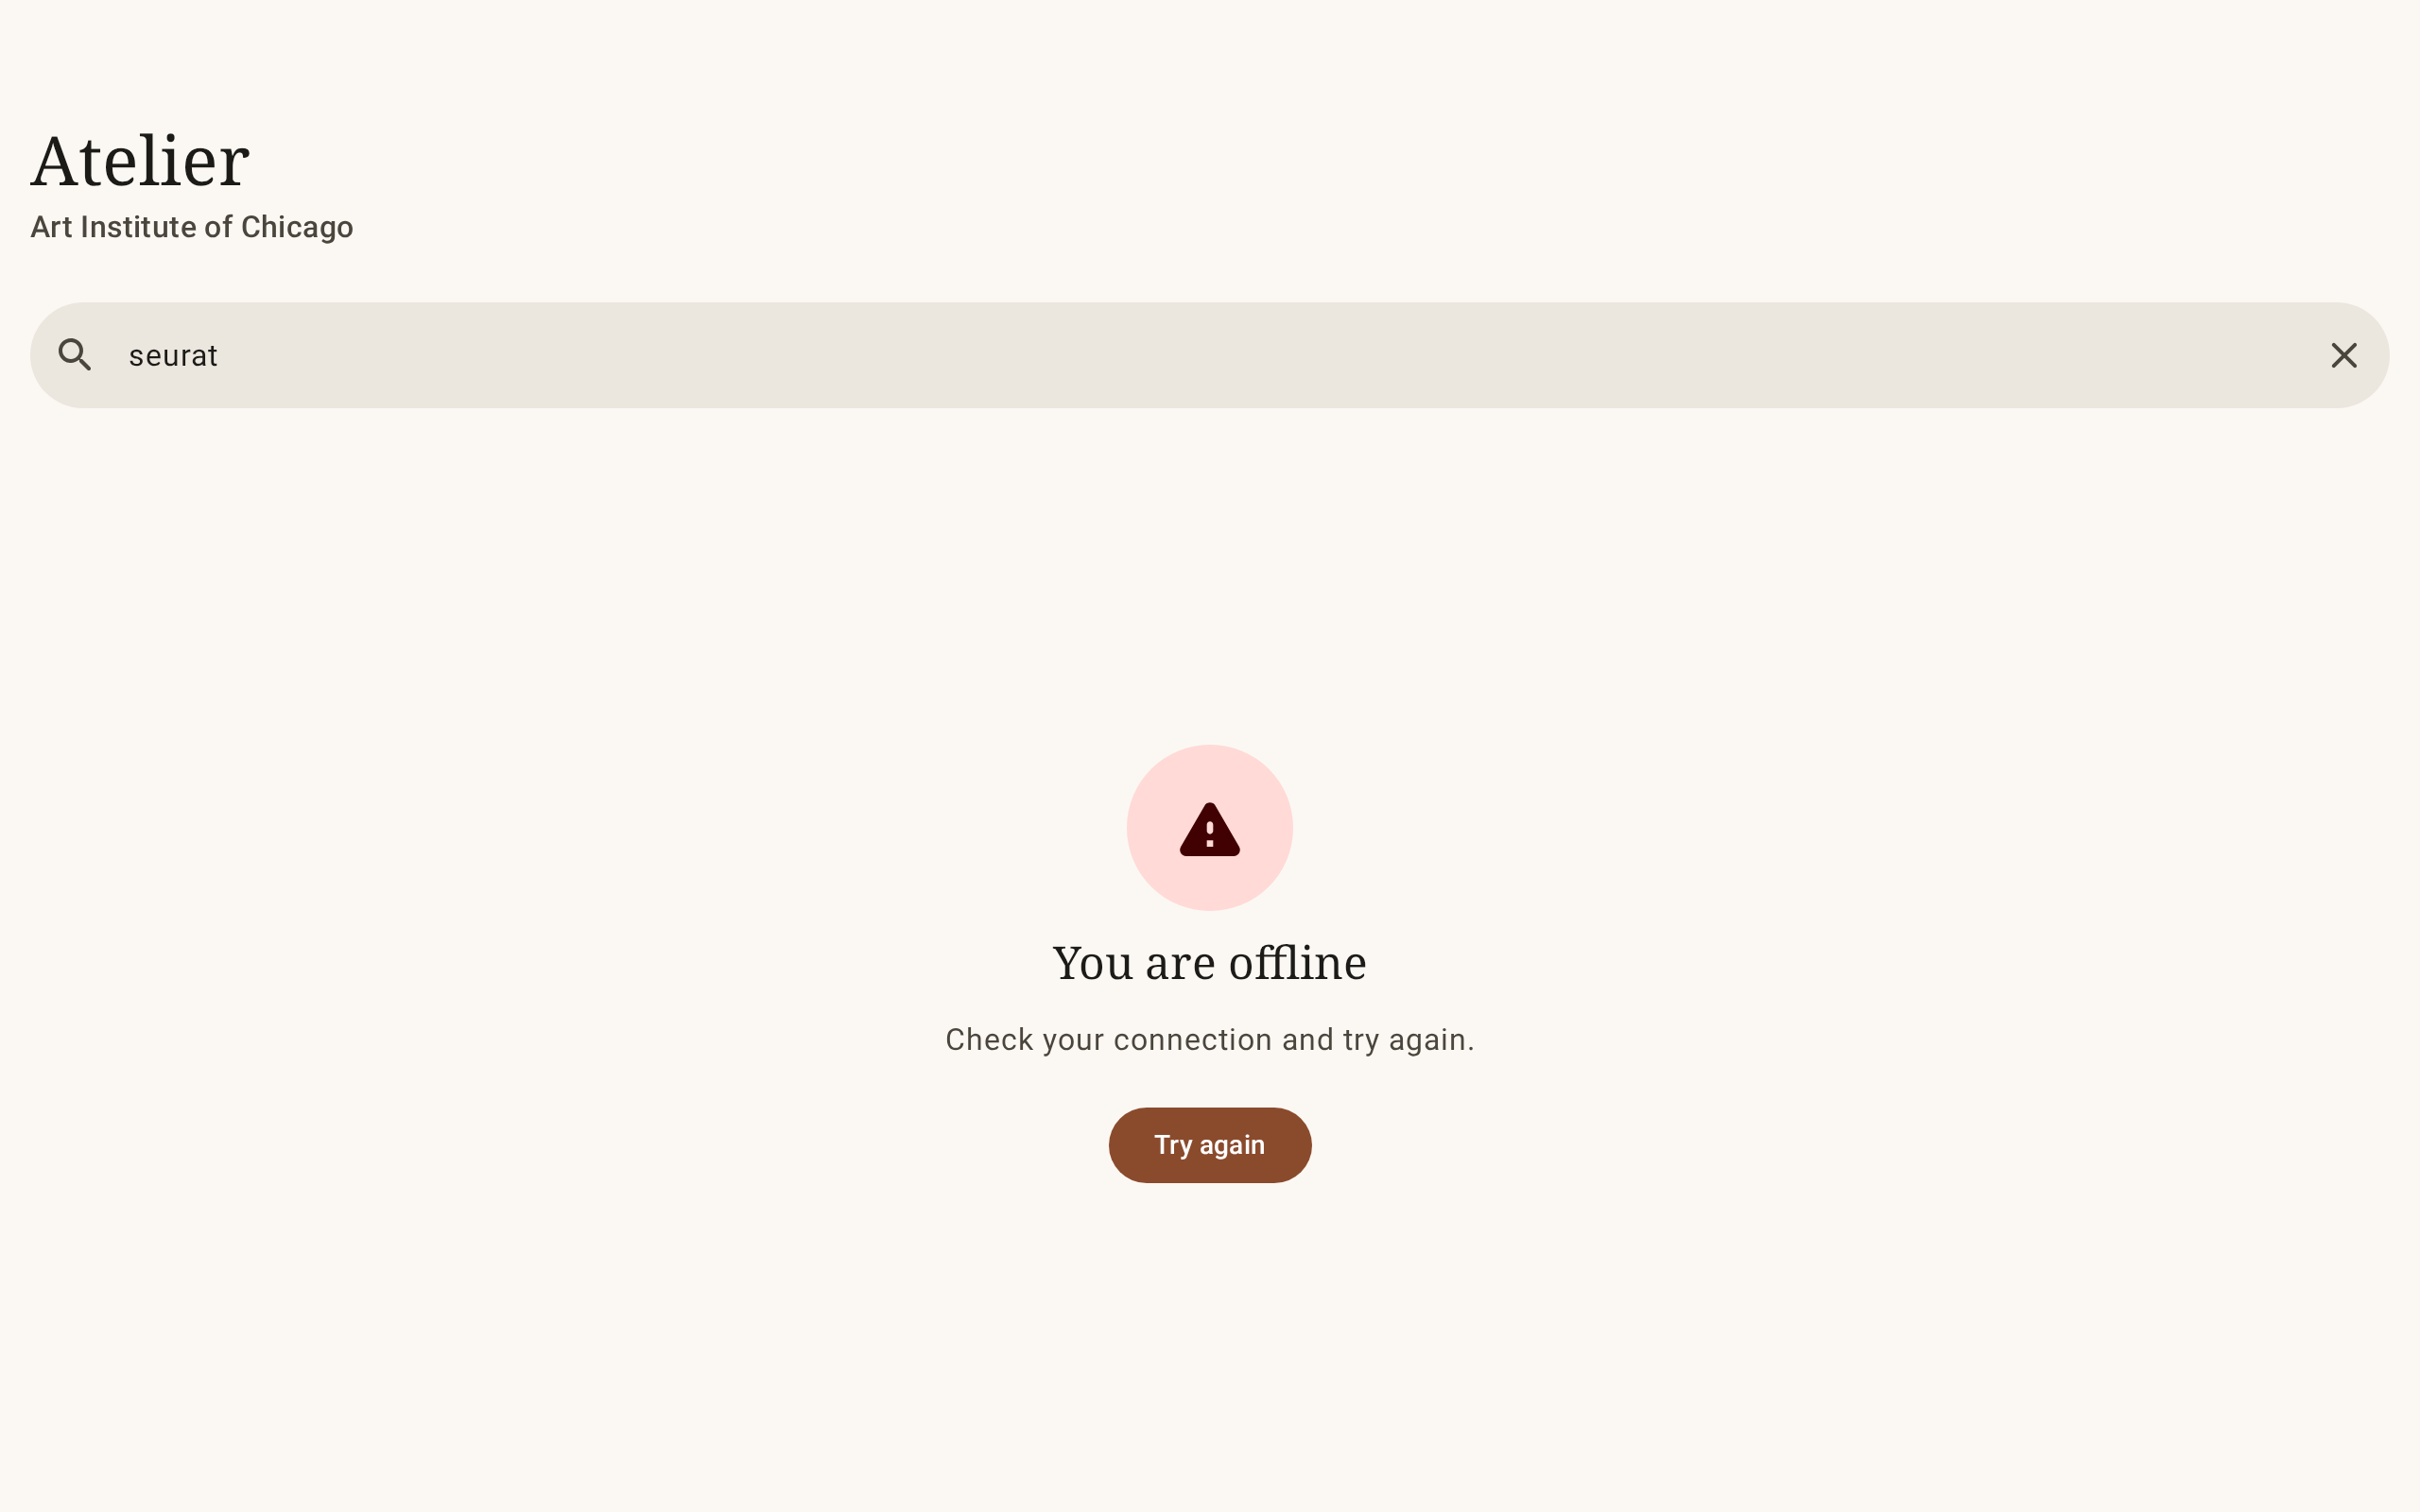 Atelier
Art Institute of Chicago
seurat
You are offline
Check your connection and try again.
Try again